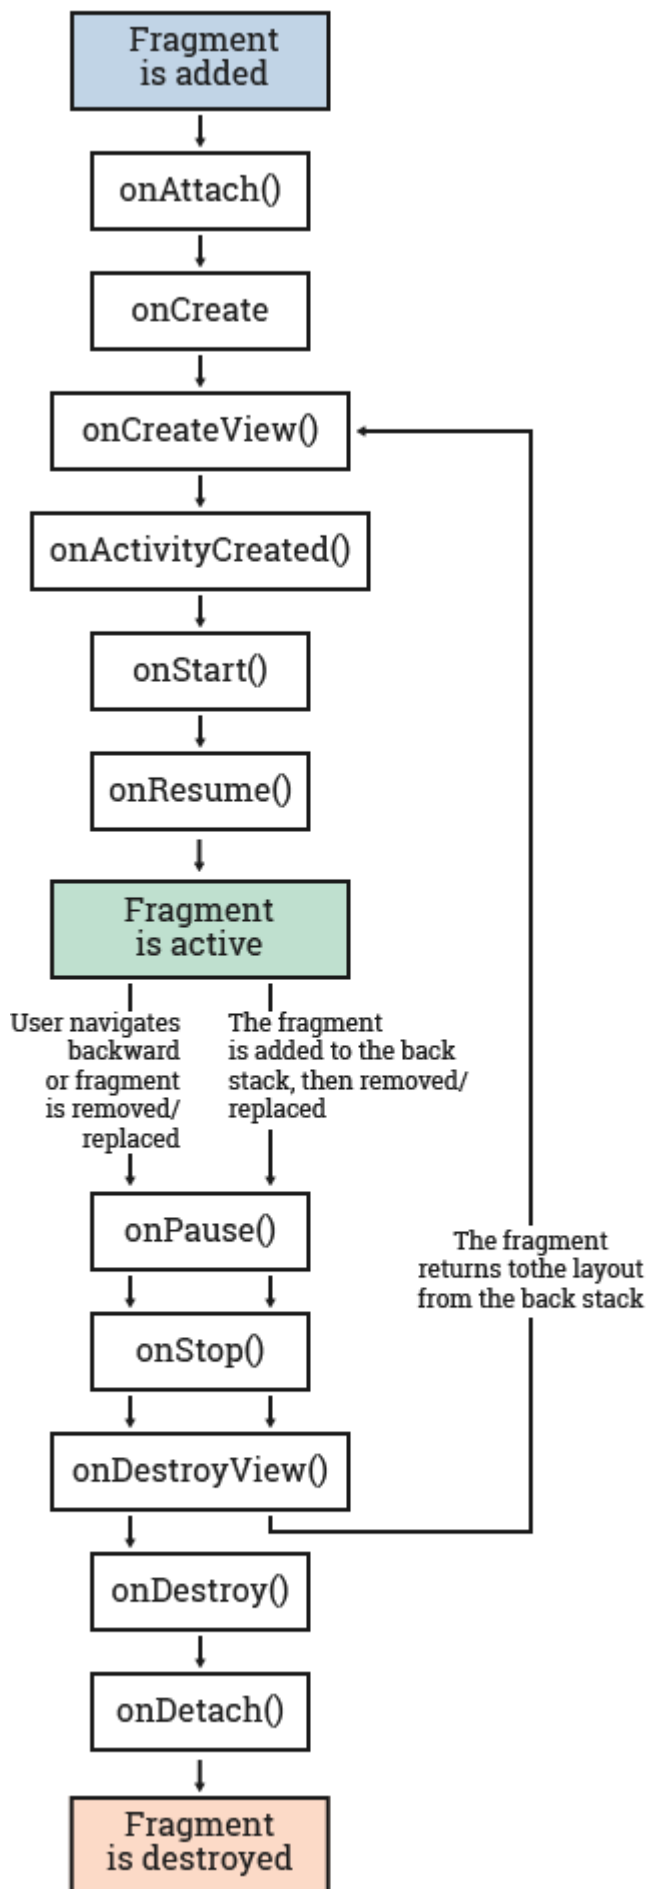 Fragment
is added
onAttach()
onCreate
onCreateView()
onActivityCreated()
onStart()
onResume()
Fragment
is active
User navigates
backward
or fragment
is removed/
replaced
The fragment
is added to the back
stack, then removed/
replaced
onPause()
The fragment
returns tothe layout
from the back stack
onStop()
onDestroyView()
onDestroy()
onDetach()
Fragment
is destroyed